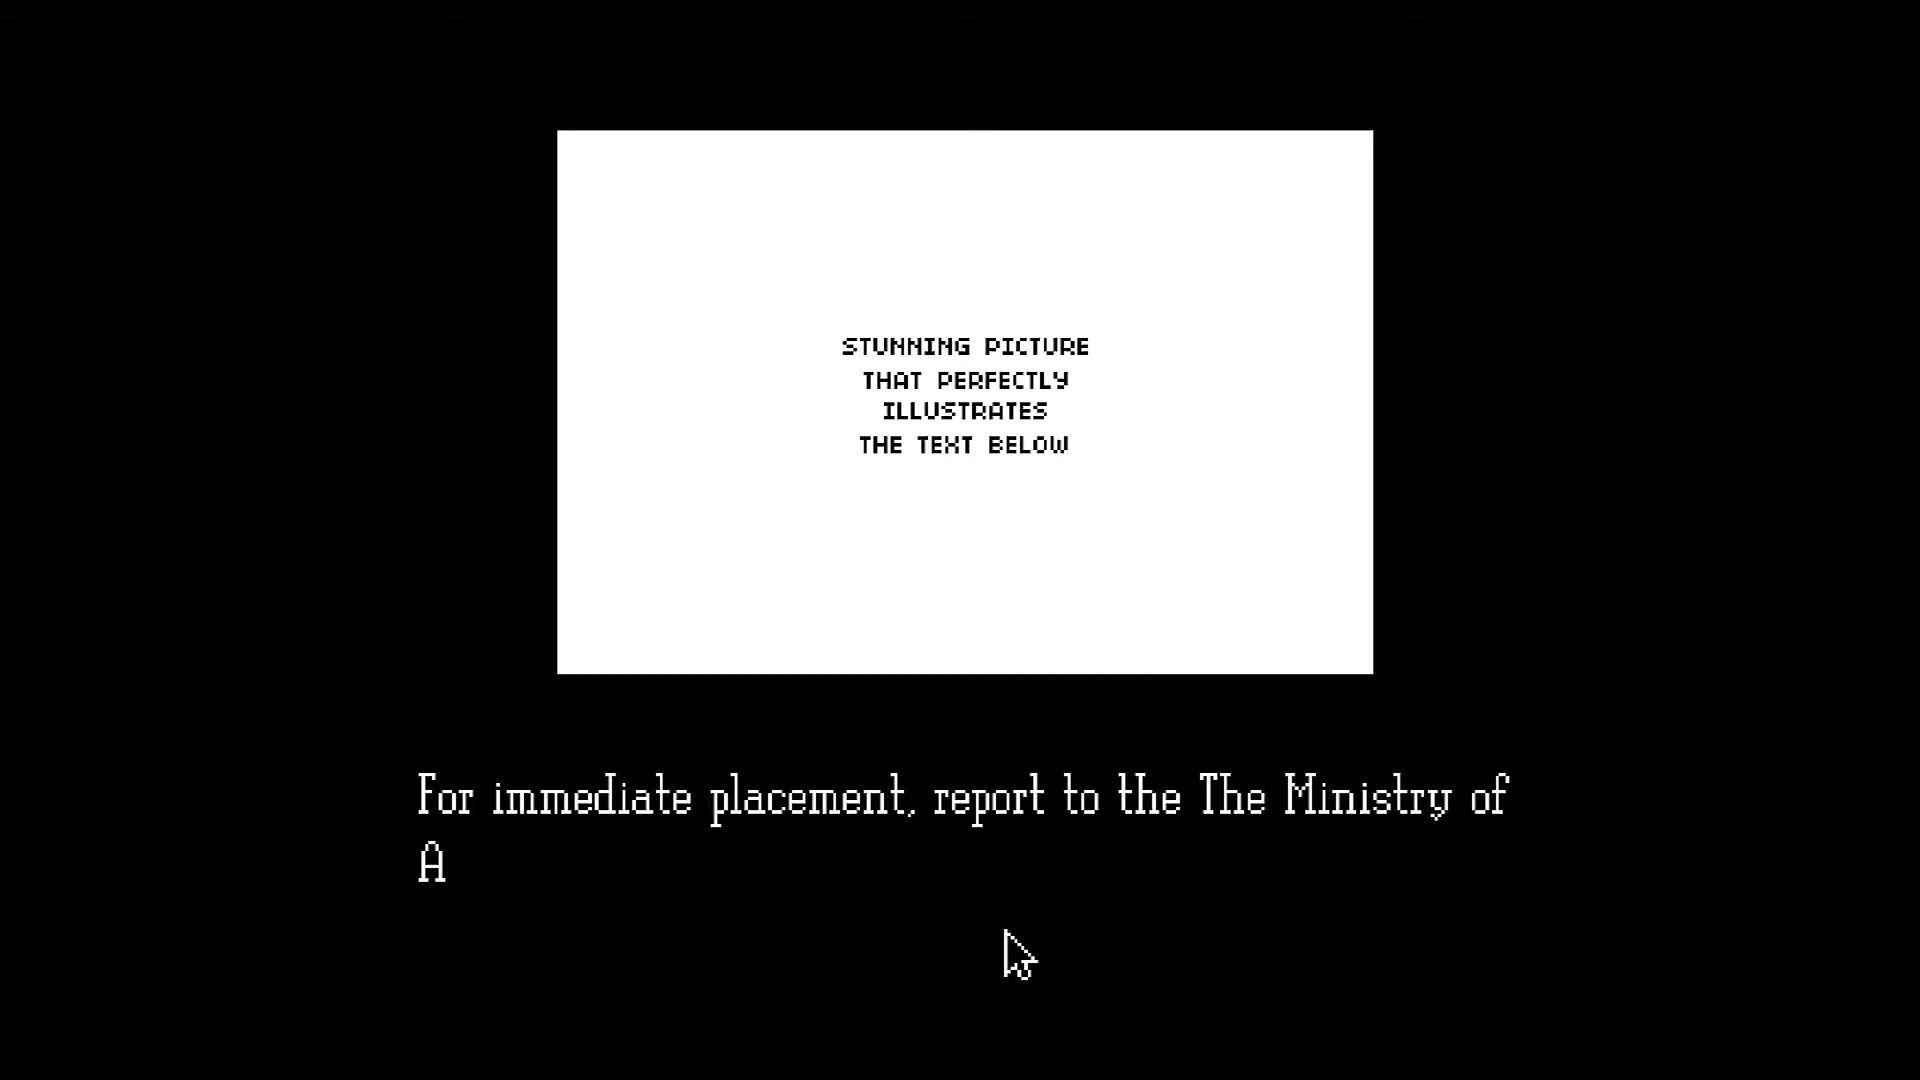 STUNNING PICTURE
THAT PERFECTLY
ILLUSTRATES
THE TEXT BELOW
For immediate placement, report to the The Ministry of
A